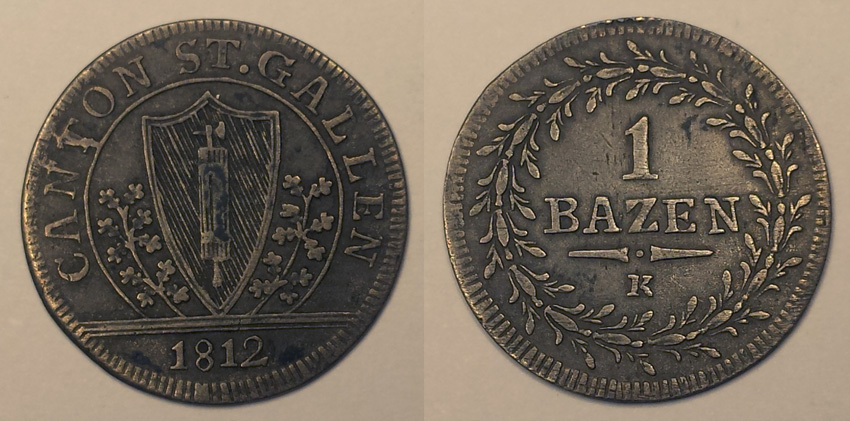 CANTON ST. GALLEN
1812
1
BAZEN
K